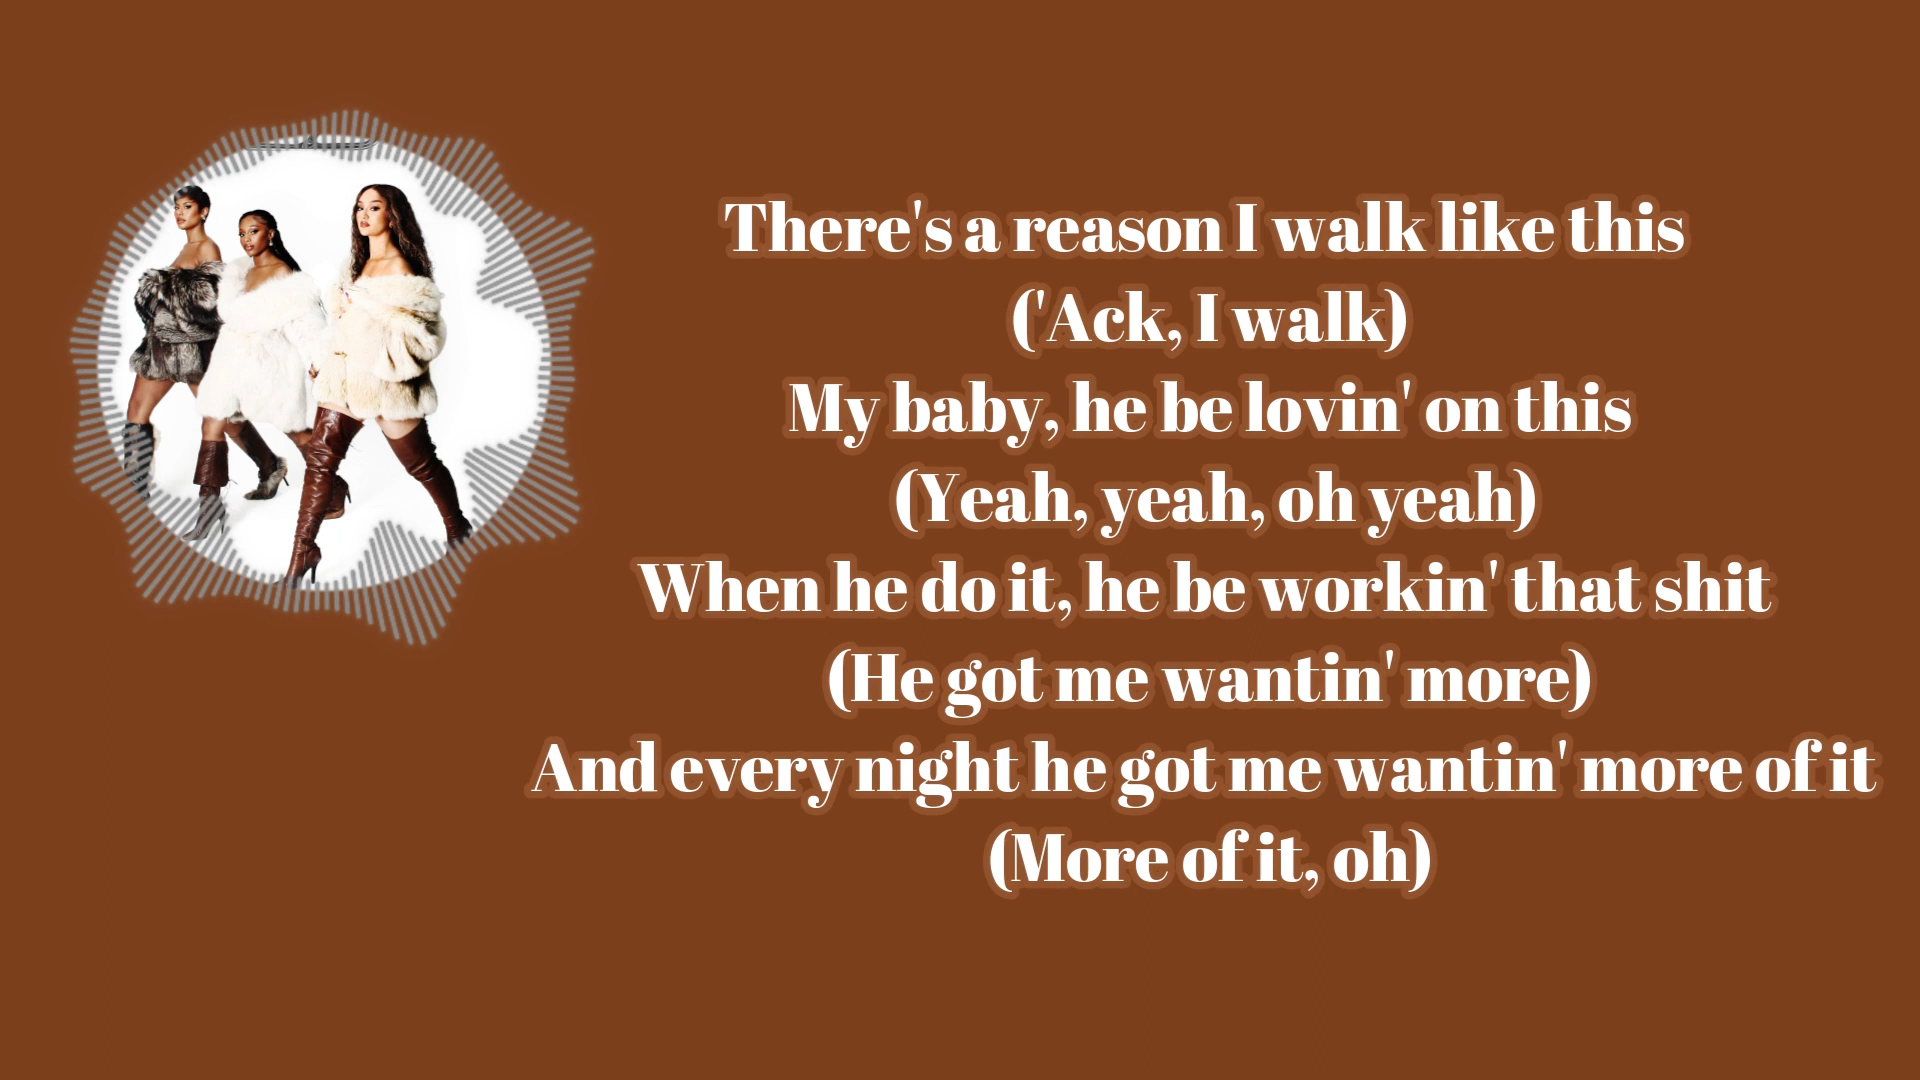 There's a reason I walk like this
('Ack, I walk)
My baby, he be lovin' on this
(Yeah, yeah, oh yeah)
When he do it, he be workin' that shit
(He got me wantin' more)
And every night he got me wantin' more of it
(More of it, oh)